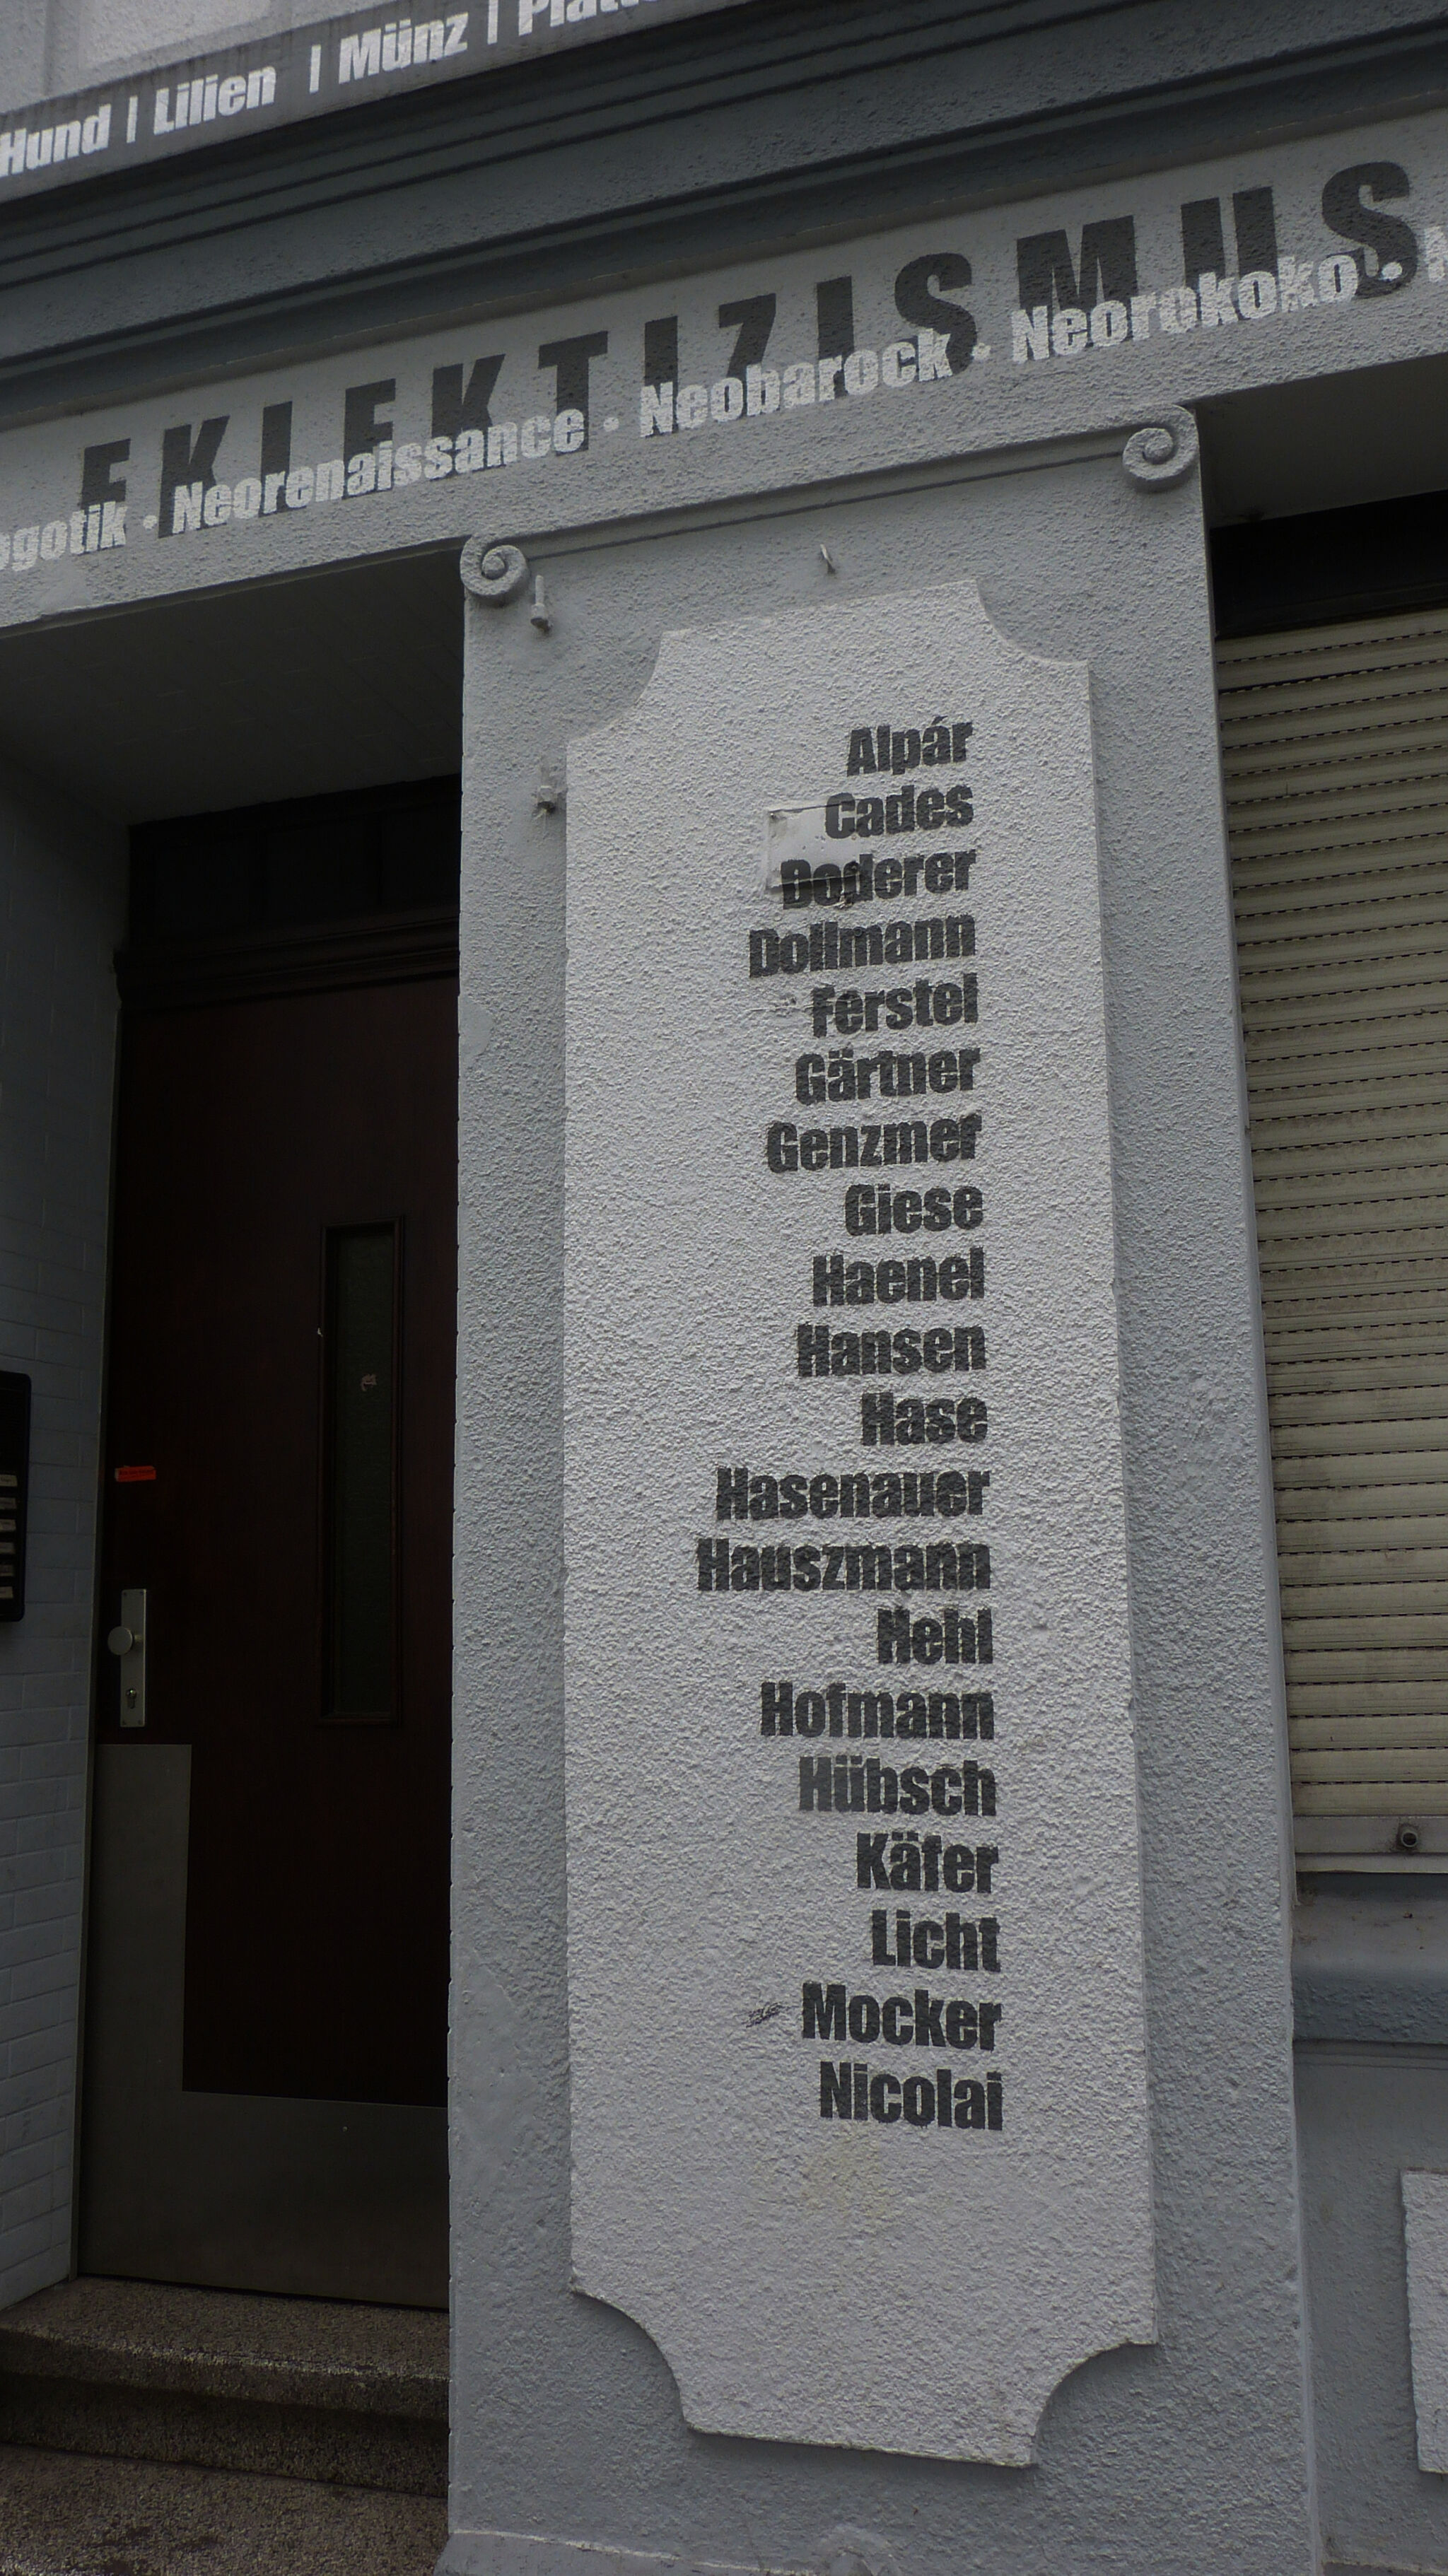 Hund | Lilien | Münz |
EKLEKTIZISMUS
Neorenaissance • Neobarock • Neorokoko •
Alpár
Cades
Doderer
Dollmann
Ferstel
Gärtner
Genzmer
Giese
Haenel
Hansen
Hase
Hasenauer
Hauszmann
Hehl
Hofmann
Hübsch
Käfer
Licht
Mocker
Nicolai